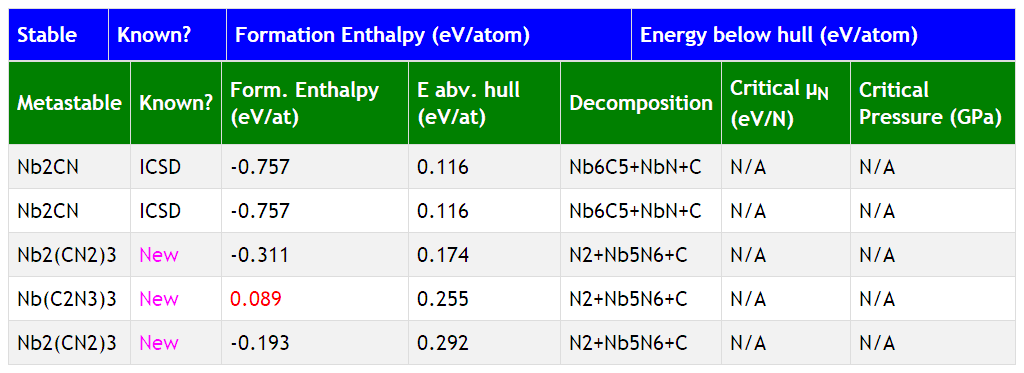 Stable Known? Formation Enthalpy (eV/atom) Energy below hull (eV/atom)
Metastable Known? Form. Enthalpy (eV/at) E abv. hull (eV/at) Decomposition Critical μN (eV/N) Critical Pressure (GPa)
Nb2CN ICSD -0.757 0.116 Nb6C5+NbN+C N/A N/A
Nb2CN ICSD -0.757 0.116 Nb6C5+NbN+C N/A N/A
Nb2(CN2)3 New -0.311 0.174 N2+Nb5N6+C N/A N/A
Nb(C2N3)3 New 0.089 0.255 N2+Nb5N6+C N/A N/A
Nb2(CN2)3 New -0.193 0.292 N2+Nb5N6+C N/A N/A